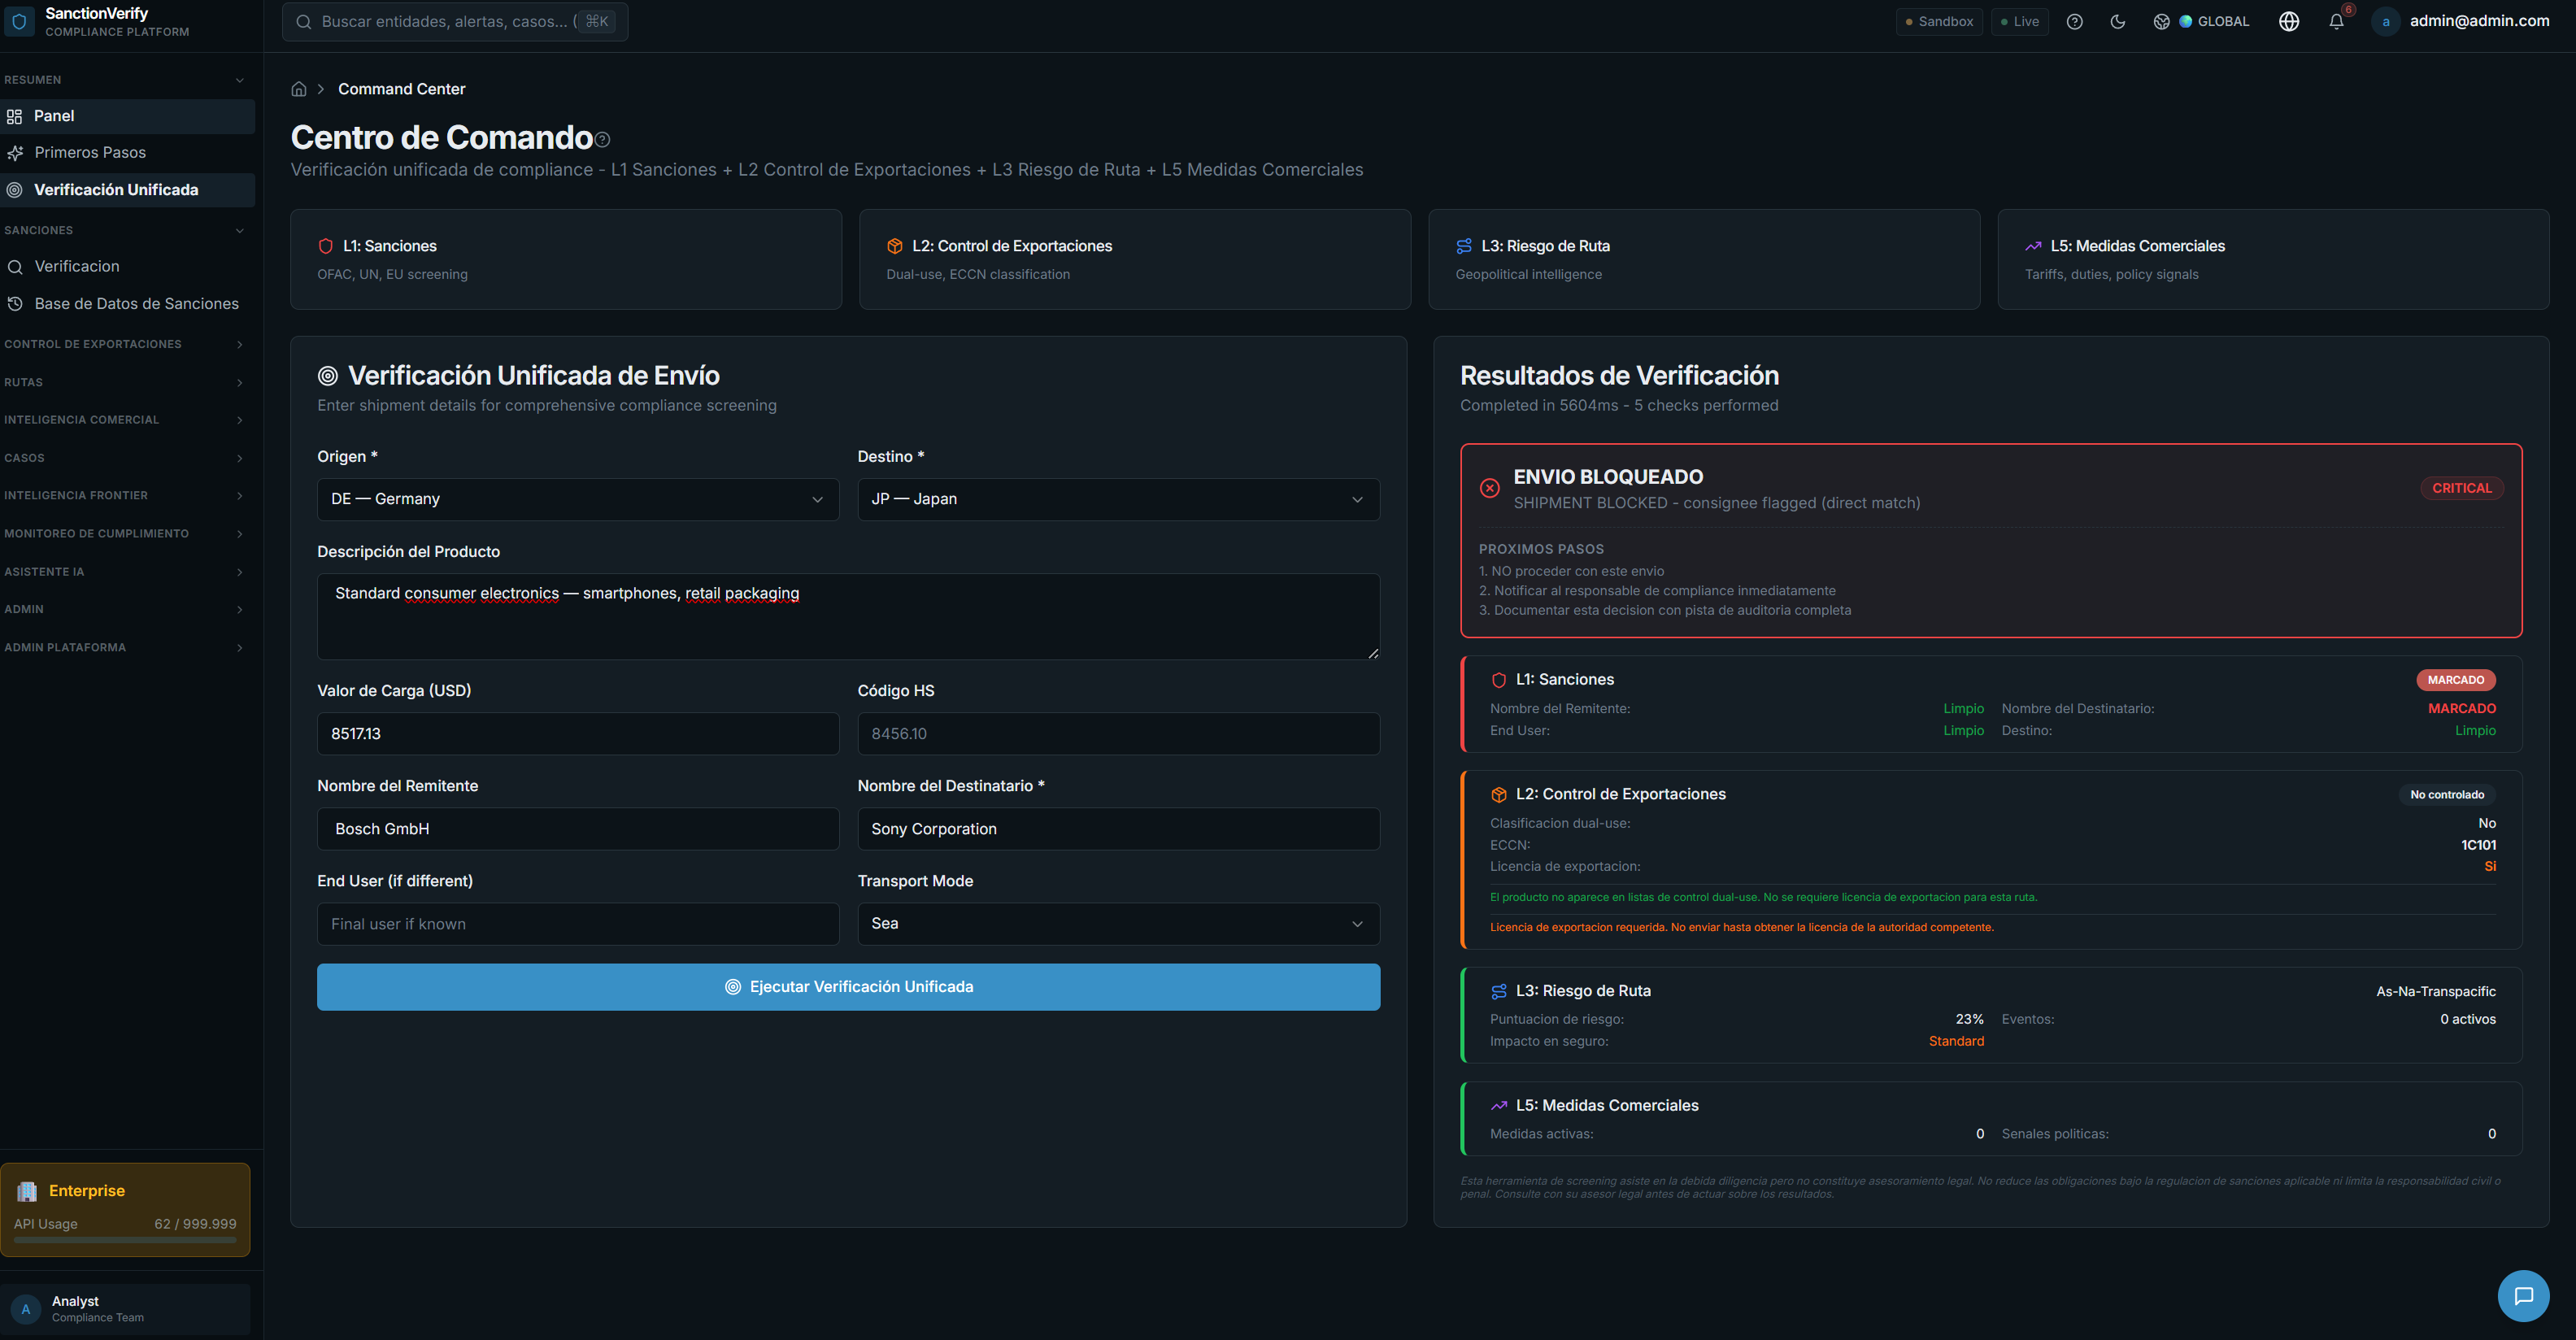 SanctionVerify
COMPLIANCE PLATFORM
Buscar entidades, alertas, casos... (⌘K
Sandbox
Live
GLOBAL
6
a
admin@admin.com
RESUMEN
Panel
Primeros Pasos
Verificación Unificada
SANCIONES
Verificacion
Base de Datos de Sanciones
CONTROL DE EXPORTACIONES
RUTAS
INTELIGENCIA COMERCIAL
CASOS
INTELIGENCIA FRONTIER
MONITOREO DE CUMPLIMIENTO
ASISTENTE IA
ADMIN
ADMIN PLATAFORMA
Enterprise
API Usage 62 / 999.999
A
Analyst
Compliance Team
Command Center
Centro de Comando
Verificación unificada de compliance - L1 Sanciones + L2 Control de Exportaciones + L3 Riesgo de Ruta + L5 Medidas Comerciales
L1: Sanciones
OFAC, UN, EU screening
L2: Control de Exportaciones
Dual-use, ECCN classification
L3: Riesgo de Ruta
Geopolitical intelligence
L5: Medidas Comerciales
Tariffs, duties, policy signals
Verificación Unificada de Envío
Enter shipment details for comprehensive compliance screening
Origen * Destino *
DE — Germany JP — Japan
Descripción del Producto
Standard consumer electronics — smartphones, retail packaging
Valor de Carga (USD) Código HS
8517.13 8456.10
Nombre del Remitente Nombre del Destinatario *
Bosch GmbH Sony Corporation
End User (if different) Transport Mode
Final user if known Sea
Ejecutar Verificación Unificada
Resultados de Verificación
Completed in 5604ms - 5 checks performed
ENVIO BLOQUEADO
SHIPMENT BLOCKED - consignee flagged (direct match)
CRITICAL
PROXIMOS PASOS
1. NO proceder con este envio
2. Notificar al responsable de compliance inmediatamente
3. Documentar esta decision con pista de auditoria completa
L1: Sanciones MARCADO
Nombre del Remitente: Limpio Nombre del Destinatario: MARCADO
End User: Limpio Destino: Limpio
L2: Control de Exportaciones No controlado
Clasificacion dual-use: No
ECCN: 1C101
Licencia de exportacion: Si
El producto no aparece en listas de control dual-use. No se requiere licencia de exportacion para esta ruta.
Licencia de exportacion requerida. No enviar hasta obtener la licencia de la autoridad competente.
L3: Riesgo de Ruta As-Na-Transpacific
Puntuacion de riesgo: 23% Eventos: 0 activos
Impacto en seguro: Standard
L5: Medidas Comerciales
Medidas activas: 0 Senales politicas: 0
Esta herramienta de screening asiste en la debida diligencia pero no constituye asesoramiento legal. No reduce las obligaciones bajo la regulacion de sanciones aplicable ni limita la responsabilidad civil o
penal. Consulte con su asesor legal antes de actuar sobre los resultados.